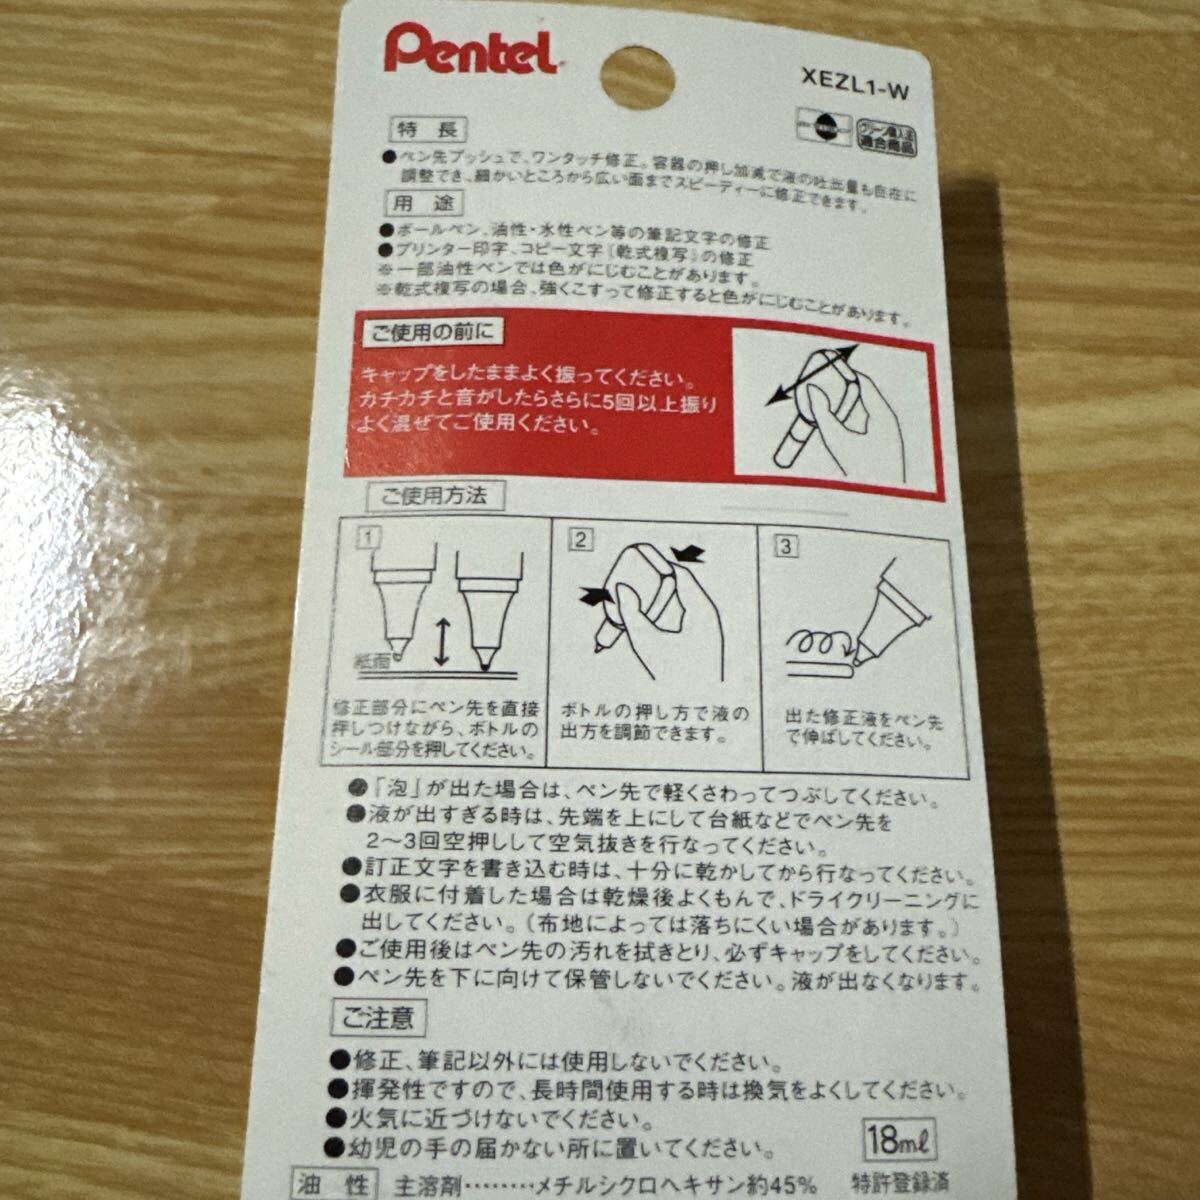 Pentel
XEZL1-W
グリーン購入法
適合商品
特長
●ペン先プッシュで、ワンタッチ修正。容器の押し加減で液の吐出量も自在に
調整でき、細かいところから広い面までスピーディーに修正できます。
用途
●ボールペン、油性・水性ペン等の筆記文字の修正
●プリンター印字、コピー文字(乾式複写)の修正
※一部油性ペンでは色がにじむことがあります。
※乾式複写の場合、強くこすって修正すると色がにじむことがあります。
ご使用の前に
キャップをしたままよく振ってください。
カチカチと音がしたらさらに5回以上振り
よく混ぜてご使用ください。
ご使用方法
1
紙面
修正部分にペン先を直接
押しつけながら、ボトルの
シール部分を押してください。
2
ボトルの押し方で液の
出方を調節できます。
3
出た修正液をペン先
で伸ばしてください。
●「泡」が出た場合は、ペン先で軽くさわってつぶしてください。
●液が出すぎる時は、先端を上にして台紙などでペン先を
2〜3回空押しして空気抜きを行なってください。
●訂正文字を書き込む時は、十分に乾かしてから行なってください。
●衣服に付着した場合は乾燥後よくもんで、ドライクリーニングに
出してください。(布地によっては落ちにくい場合があります。)
●ご使用後はペン先の汚れを拭きとり、必ずキャップをしてください。
●ペン先を下に向けて保管しないでください。液が出なくなります。
ご注意
●修正、筆記以外には使用しないでください。
●揮発性ですので、長時間使用する時は換気をよくしてください。
●火気に近づけないでください。
●幼児の手の届かない所に置いてください。
18ml
油性 主溶剤………メチルシクロヘキサン約45%
特許登録済